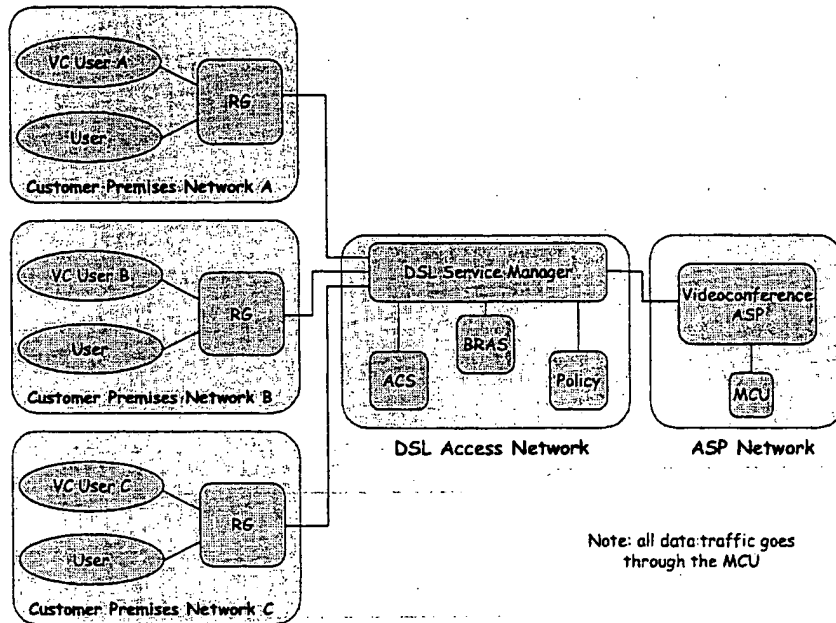 VC User A
RG
User
Customer Premises Network A
VC User B
RG
User
Customer Premises Network B
VC User C
RG
User
Customer Premises Network C
DSL Service Manager
ACS
BRAS
Policy
DSL Access Network
Videoconference
ASP
MCU
ASP Network
Note: all data traffic goes
through the MCU